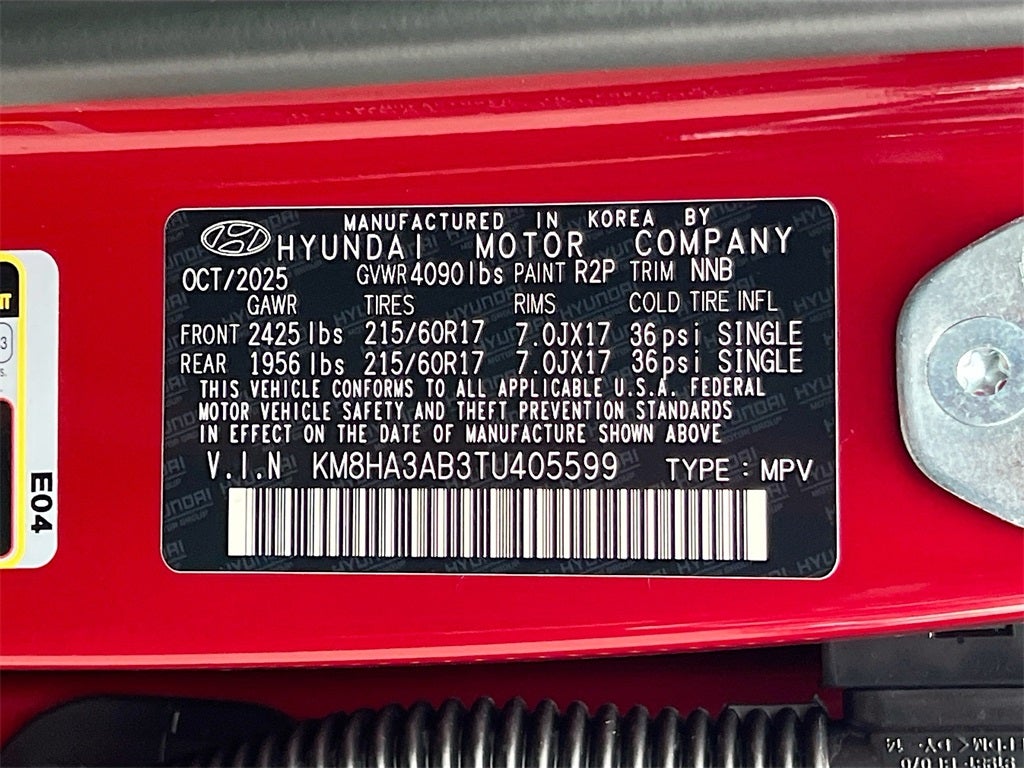 MANUFACTURED IN KOREA BY
HYUNDAI MOTOR COMPANY
OCT/2025 GVWR 4090 lbs PAINT R2P TRIM NNB
GAWR TIRES RIMS COLD TIRE INFL
FRONT 2425 lbs 215/60R17 7.0JX17 36psi SINGLE
REAR 1956 lbs 215/60R17 7.0JX17 36psi SINGLE
THIS VEHICLE CONFORMS TO ALL APPLICABLE U.S.A. FEDERAL
MOTOR VEHICLE SAFETY AND THEFT PREVENTION STANDARDS
IN EFFECT ON THE DATE OF MANUFACTURE SHOWN ABOVE
V.I.N KM8HA3AB3TU405599 TYPE : MPV
E04